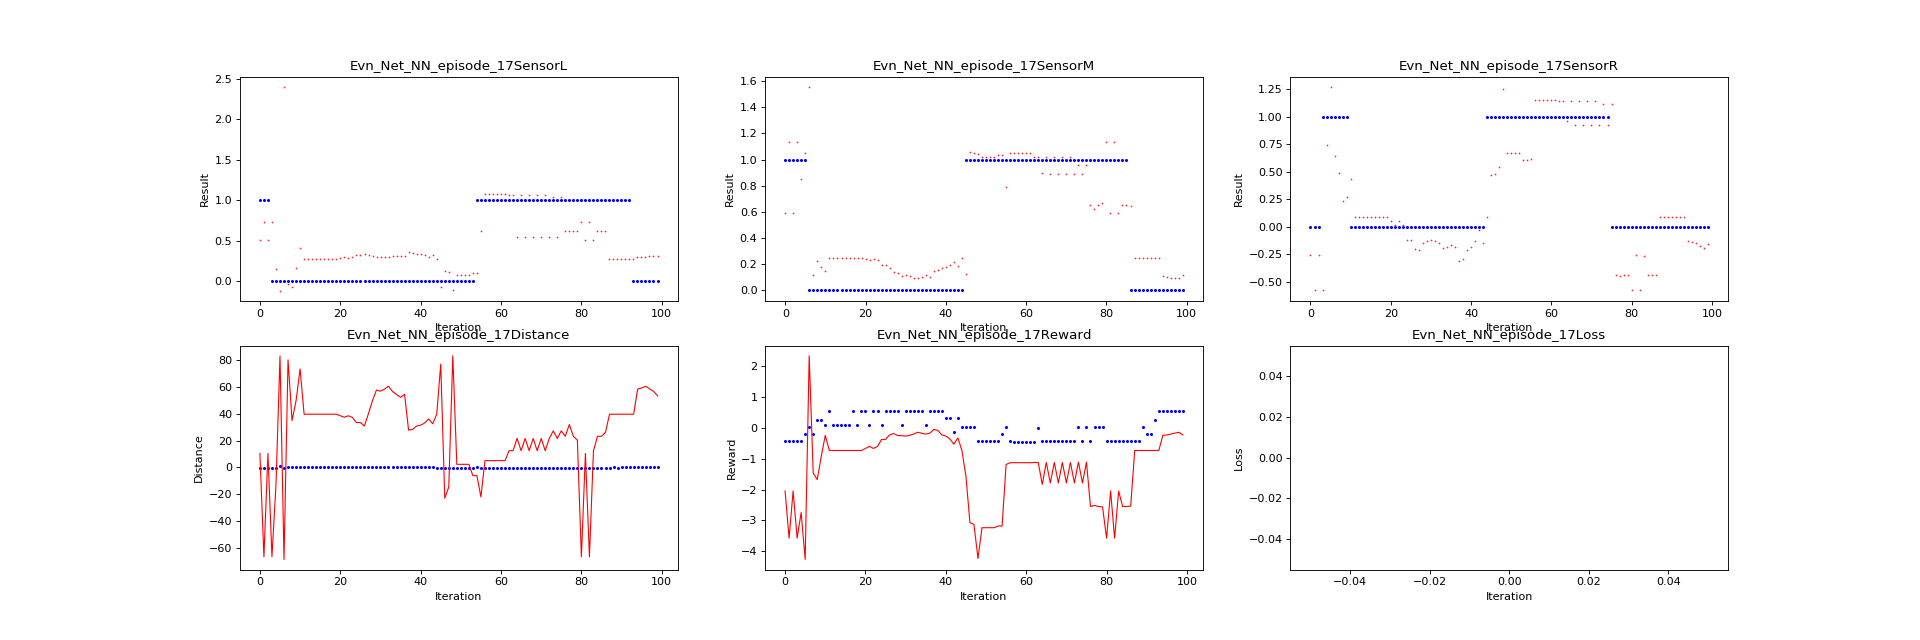 Evn_Net_NN_episode_17SensorL
2.5
2.0
1.5
1.0
0.5
0.0
Result
0 20 40 60 80 100
Iteration
Evn_Net_NN_episode_17SensorM
1.6
1.4
1.2
1.0
0.8
0.6
0.4
0.2
0.0
Result
0 20 40 60 80 100
Iteration
Evn_Net_NN_episode_17SensorR
1.25
1.00
0.75
0.50
0.25
0.00
−0.25
−0.50
Result
0 20 40 60 80 100
Iteration
Evn_Net_NN_episode_17Distance
80
60
40
20
0
−20
−40
−60
Distance
0 20 40 60 80 100
Iteration
Evn_Net_NN_episode_17Reward
2
1
0
−1
−2
−3
−4
Reward
0 20 40 60 80 100
Iteration
Evn_Net_NN_episode_17Loss
0.04
0.02
0.00
−0.02
−0.04
Loss
−0.04 −0.02 0.00 0.02 0.04
Iteration